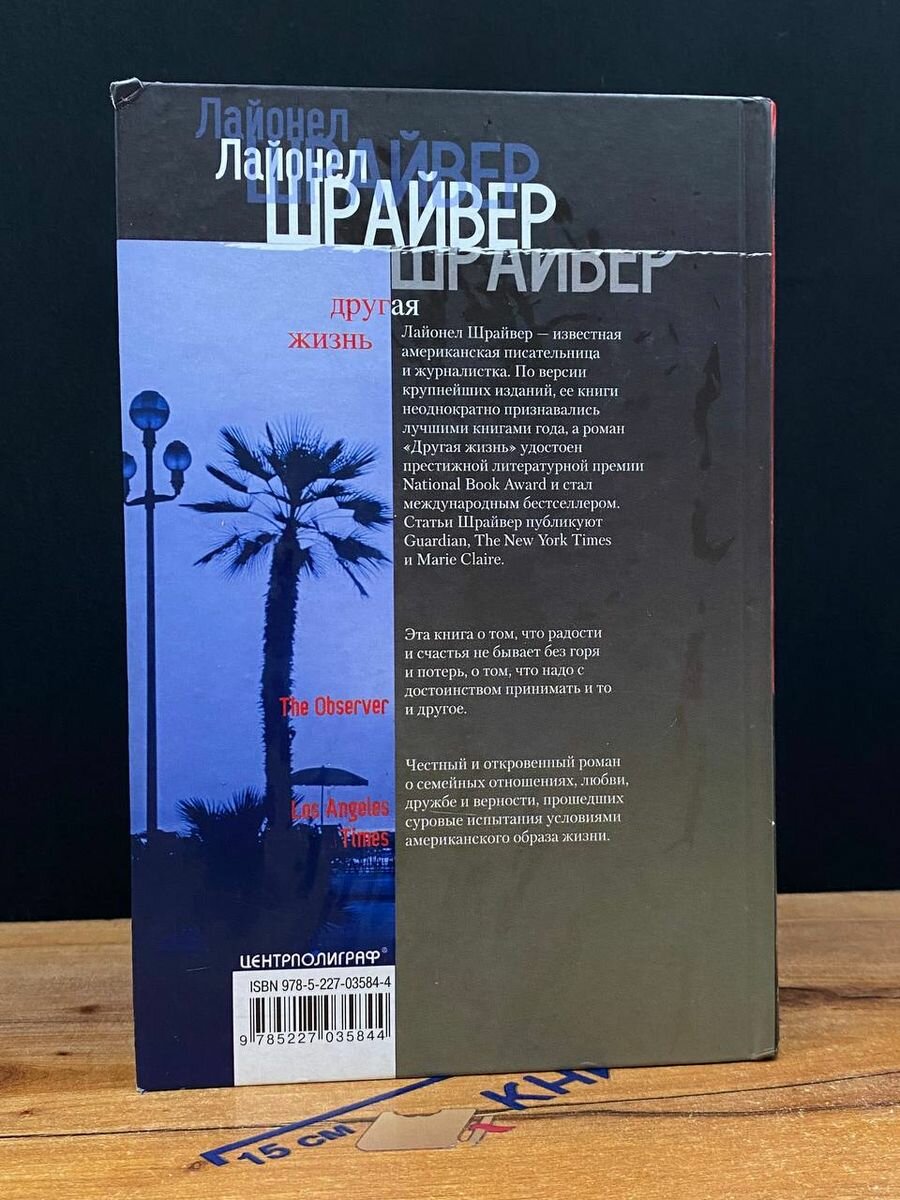 Лайонел
Лайонел
ШРАЙВЕР
ШРАЙВЕР
ШРАЙВЕР
другая
жизнь
Лайонел Шрайвер — известная
американская писательница
и журналистка. По версии
крупнейших изданий, ее книги
неоднократно признавались
лучшими книгами года, а роман
«Другая жизнь» удостоен
престижной литературной премии
National Book Award и стал
международным бестселлером.
Статьи Шрайвер публикуют
Guardian, The New York Times
и Marie Claire.
Эта книга о том, что радости
и счастья не бывает без горя
и потерь, о том, что надо с
достоинством принимать и то
и другое.
The Observer
Честный и откровенный роман
о семейных отношениях, любви,
дружбе и верности, прошедших
суровые испытания условиями
американского образа жизни.
Los Angeles
Times
ЦЕНТРПОЛИГРАФ®
ISBN 978-5-227-03584-4
9 785227 035844
15 см